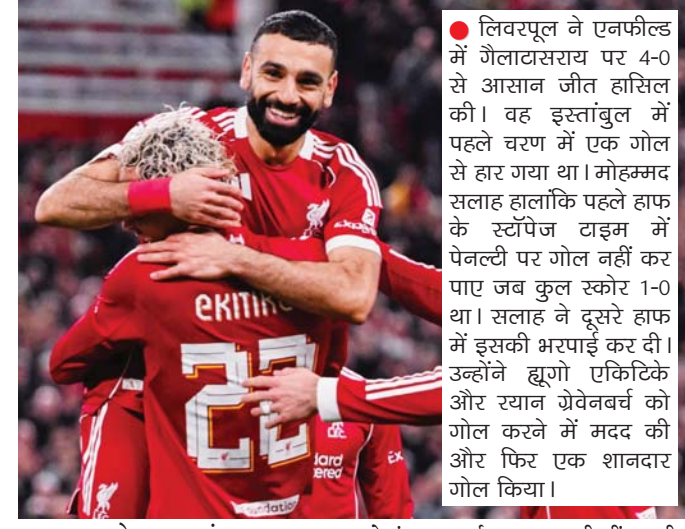 ● लिवरपूल ने एनफील्ड
में गैलाटासराय पर 4-0
से आसान जीत हासिल
की। वह इस्तांबुल में
पहले चरण में एक गोल
से हार गया था। मोहम्मद
सलाह हालांकि पहले हाफ
के स्टॉपेज टाइम में
पेनल्टी पर गोल नहीं कर
पाए जब कुल स्कोर 1-0
था। सलाह ने दूसरे हाफ
में इसकी भरपाई कर दी।
उन्होंने ह्यूगो एकिटिके
और रयान ग्रेवेनबर्च को
गोल करने में मदद की
और फिर एक शानदार
गोल किया।
EKITIKE
22